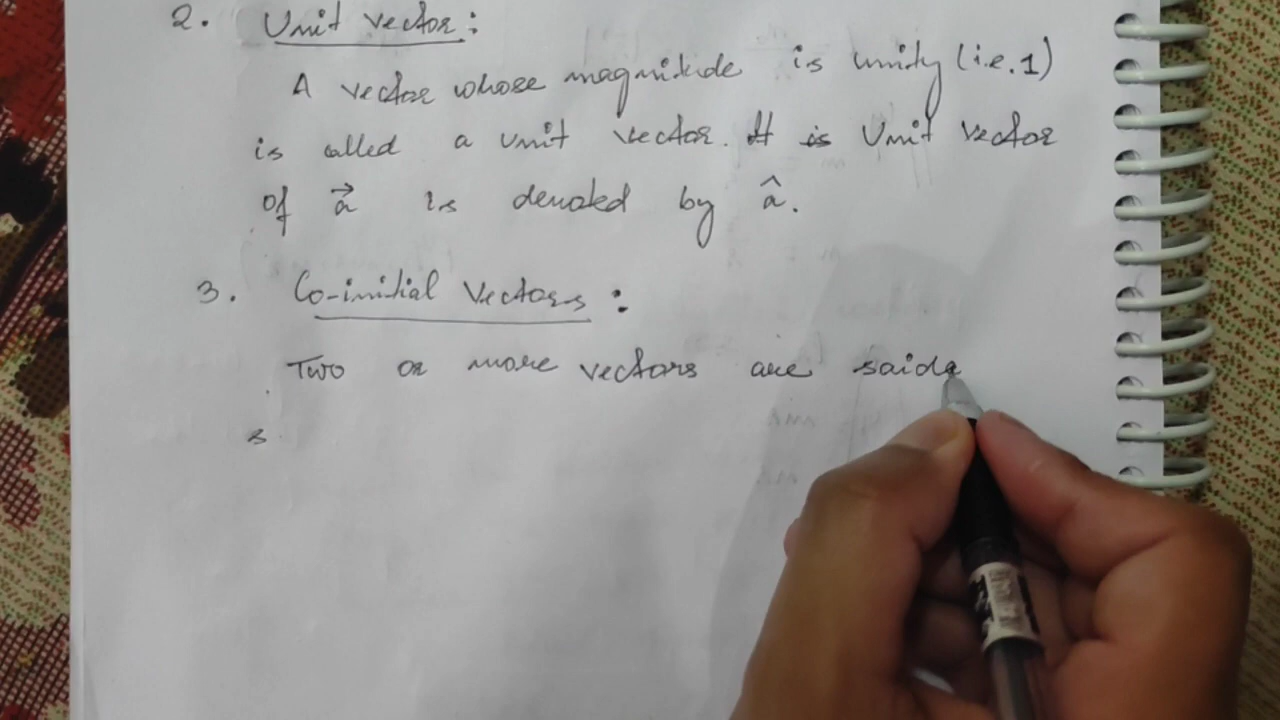 2. Unit Vector:
A vector whose magnitude is unity (i.e. 1)
is called a unit vector. It is Unit vector
of a⃗ is denoted by â.
3. Co-initial Vectors:
Two or more vectors are said
s